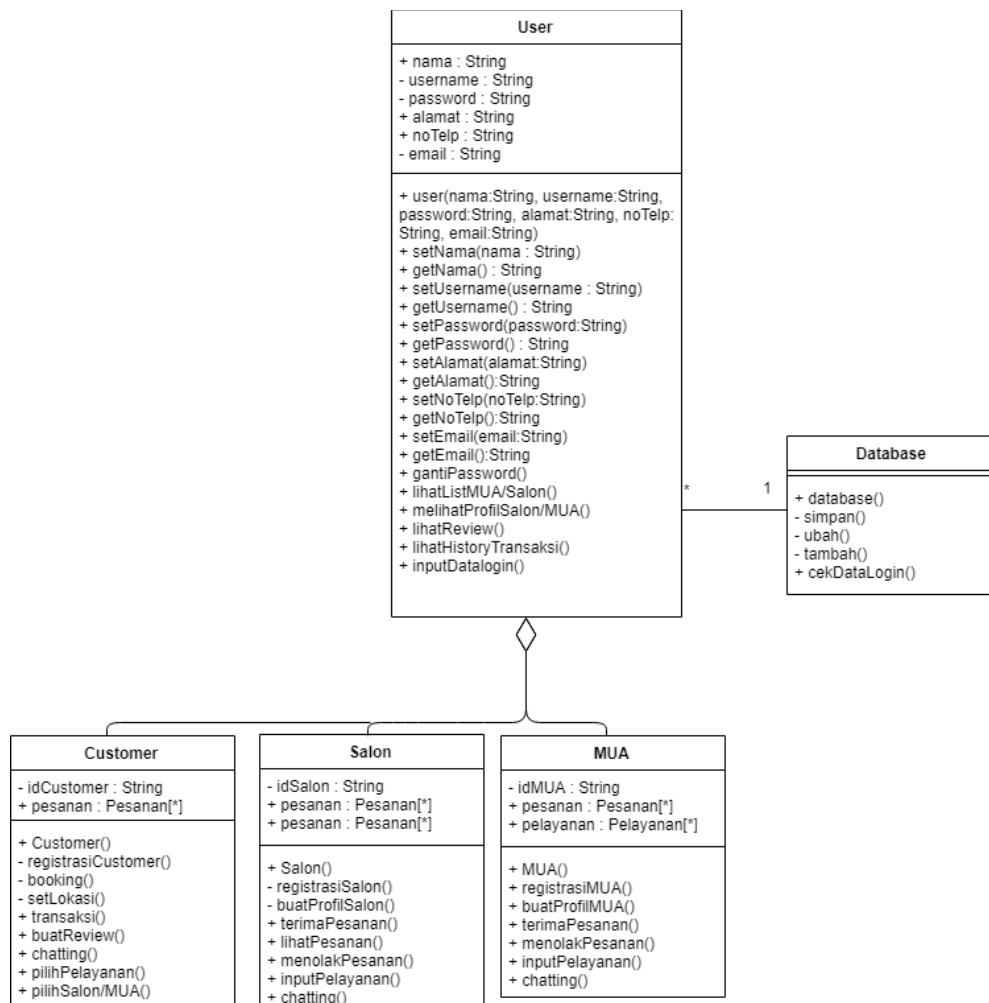 User
+ nama : String
- username : String
- password : String
+ alamat : String
+ noTelp : String
- email : String
+ user(nama:String, username:String,
password:String, alamat:String, noTelp:
String, email:String)
+ setNama(nama : String)
+ getNama() : String
+ setUsername(username : String)
+ getUsername() : String
+ setPassword(password:String)
+ getPassword() : String
+ setAlamat(alamat:String)
+ getAlamat():String
+ setNoTelp(noTelp:String)
+ getNoTelp():String
+ setEmail(email:String)
+ getEmail():String
+ gantiPassword()
+ lihatListMUA/Salon()
+ melihatProfilSalon/MUA()
+ lihatReview()
+ lihatHistoryTransaksi()
+ inputDatalogin()
* 1
Database
+ database()
- simpan()
- ubah()
- tambah()
+ cekDataLogin()
Customer
- idCustomer : String
+ pesanan : Pesanan[*]
+ Customer()
- registrasiCustomer()
- booking()
- setLokasi()
+ transaksi()
+ buatReview()
+ chatting()
+ pilihPelayanan()
+ pilihSalon/MUA()
Salon
- idSalon : String
+ pesanan : Pesanan[*]
+ pesanan : Pesanan[*]
+ Salon()
- registrasiSalon()
- buatProfilSalon()
+ terimaPesanan()
+ lihatPesanan()
+ menolakPesanan()
+ inputPelayanan()
+ chatting()
MUA
- idMUA : String
+ pesanan : Pesanan[*]
+ pelayanan : Pelayanan[*]
+ MUA()
+ registrasiMUA()
+ buatProfilMUA()
+ terimaPesanan()
+ menolakPesanan()
+ inputPelayanan()
+ chatting()